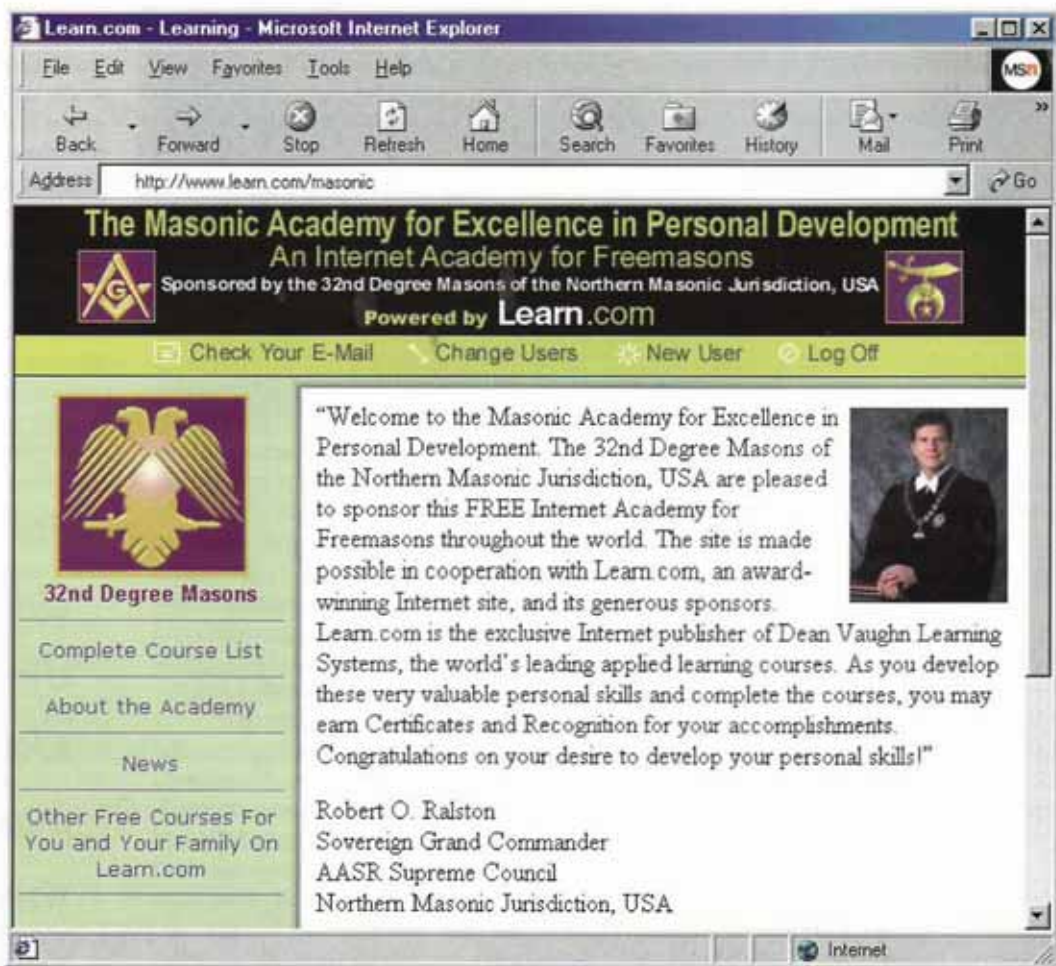 Learn.com - Learning - Microsoft Internet Explorer
File Edit View Favorites Tools Help
MSN
Back Forward Stop Refresh Home Search Favorites History Mail Print
Address http://www.learn.com/masonic Go
The Masonic Academy for Excellence in Personal Development
An Internet Academy for Freemasons
G
Sponsored by the 32nd Degree Masons of the Northern Masonic Jurisdiction, USA
Powered by Learn.com
Check Your E-Mail Change Users New User Log Off
32nd Degree Masons
Complete Course List
About the Academy
News
Other Free Courses For
You and Your Family On
Learn.com
“Welcome to the Masonic Academy for Excellence in
Personal Development. The 32nd Degree Masons of
the Northern Masonic Jurisdiction, USA are pleased
to sponsor this FREE Internet Academy for
Freemasons throughout the world. The site is made
possible in cooperation with Learn.com, an award-
winning Internet site, and its generous sponsors.
Learn.com is the exclusive Internet publisher of Dean Vaughn Learning
Systems, the world's leading applied learning courses. As you develop
these very valuable personal skills and complete the courses, you may
earn Certificates and Recognition for your accomplishments.
Congratulations on your desire to develop your personal skills!”
Robert O. Ralston
Sovereign Grand Commander
AASR Supreme Council
Northern Masonic Jurisdiction, USA
Internet